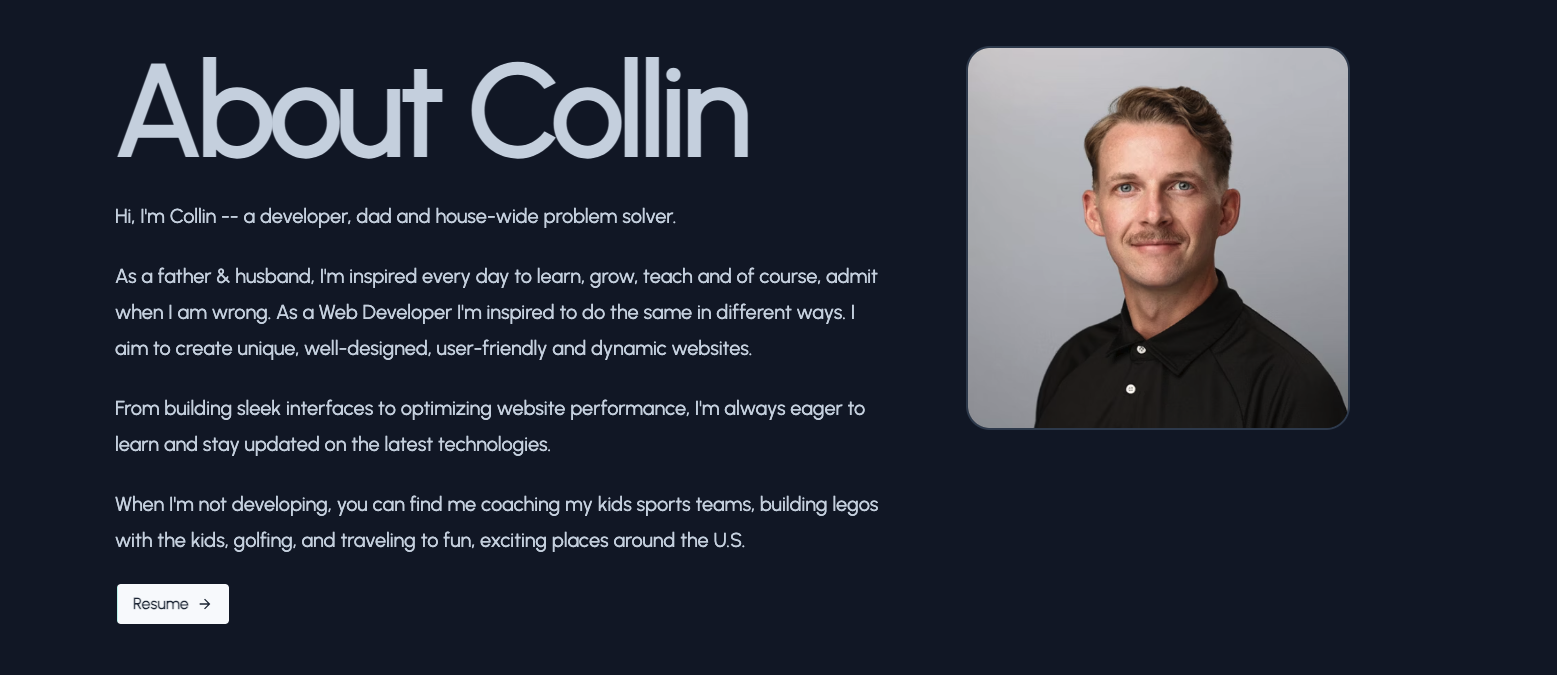 About Collin
Hi, I'm Collin -- a developer, dad and house-wide problem solver.
As a father & husband, I'm inspired every day to learn, grow, teach and of course, admit
when I am wrong. As a Web Developer I'm inspired to do the same in different ways. I
aim to create unique, well-designed, user-friendly and dynamic websites.
From building sleek interfaces to optimizing website performance, I'm always eager to
learn and stay updated on the latest technologies.
When I'm not developing, you can find me coaching my kids sports teams, building legos
with the kids, golfing, and traveling to fun, exciting places around the U.S.
Resume →